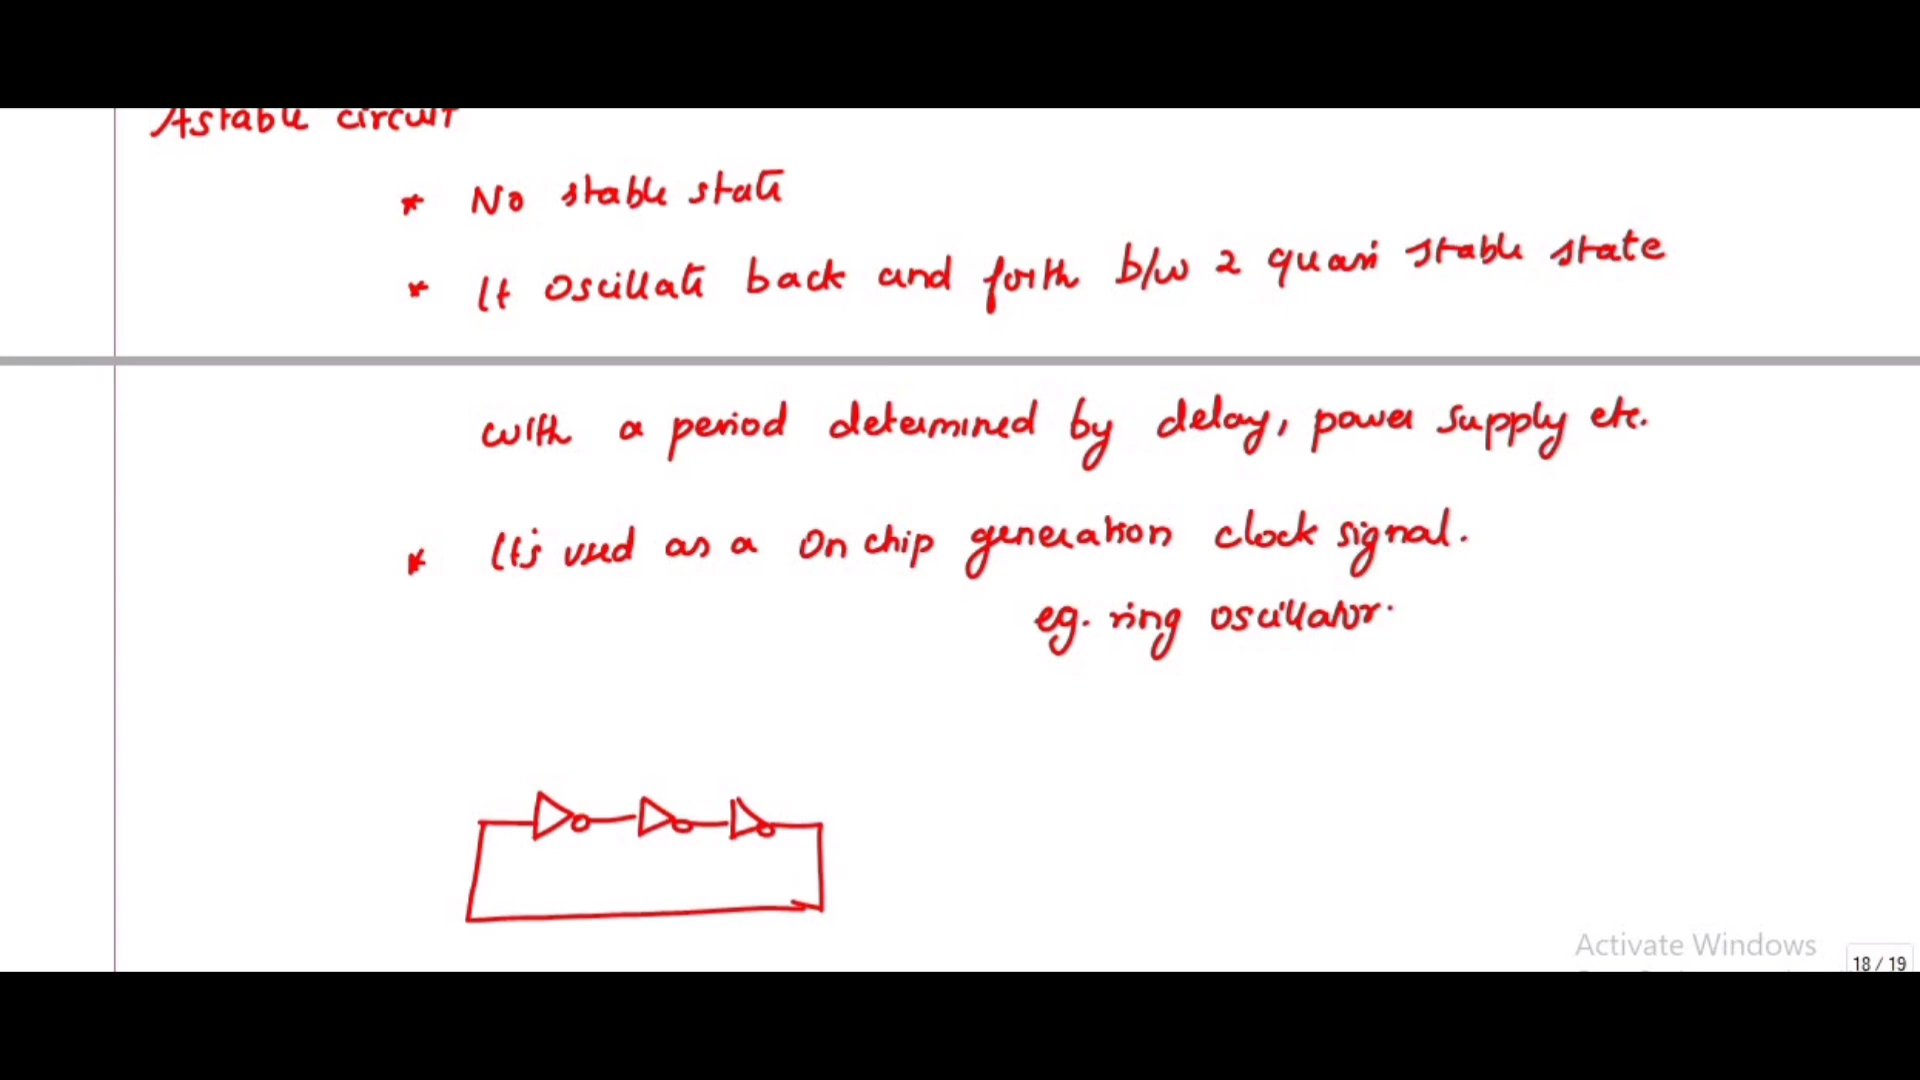 Astable circuit
* No stable state
* It oscillate back and forth b/w 2 quasi stable state
with a period determined by delay, power supply etc.
* It's used as a on chip generation clock signal.
eg. ring oscillator.
Activate Windows
18 / 19